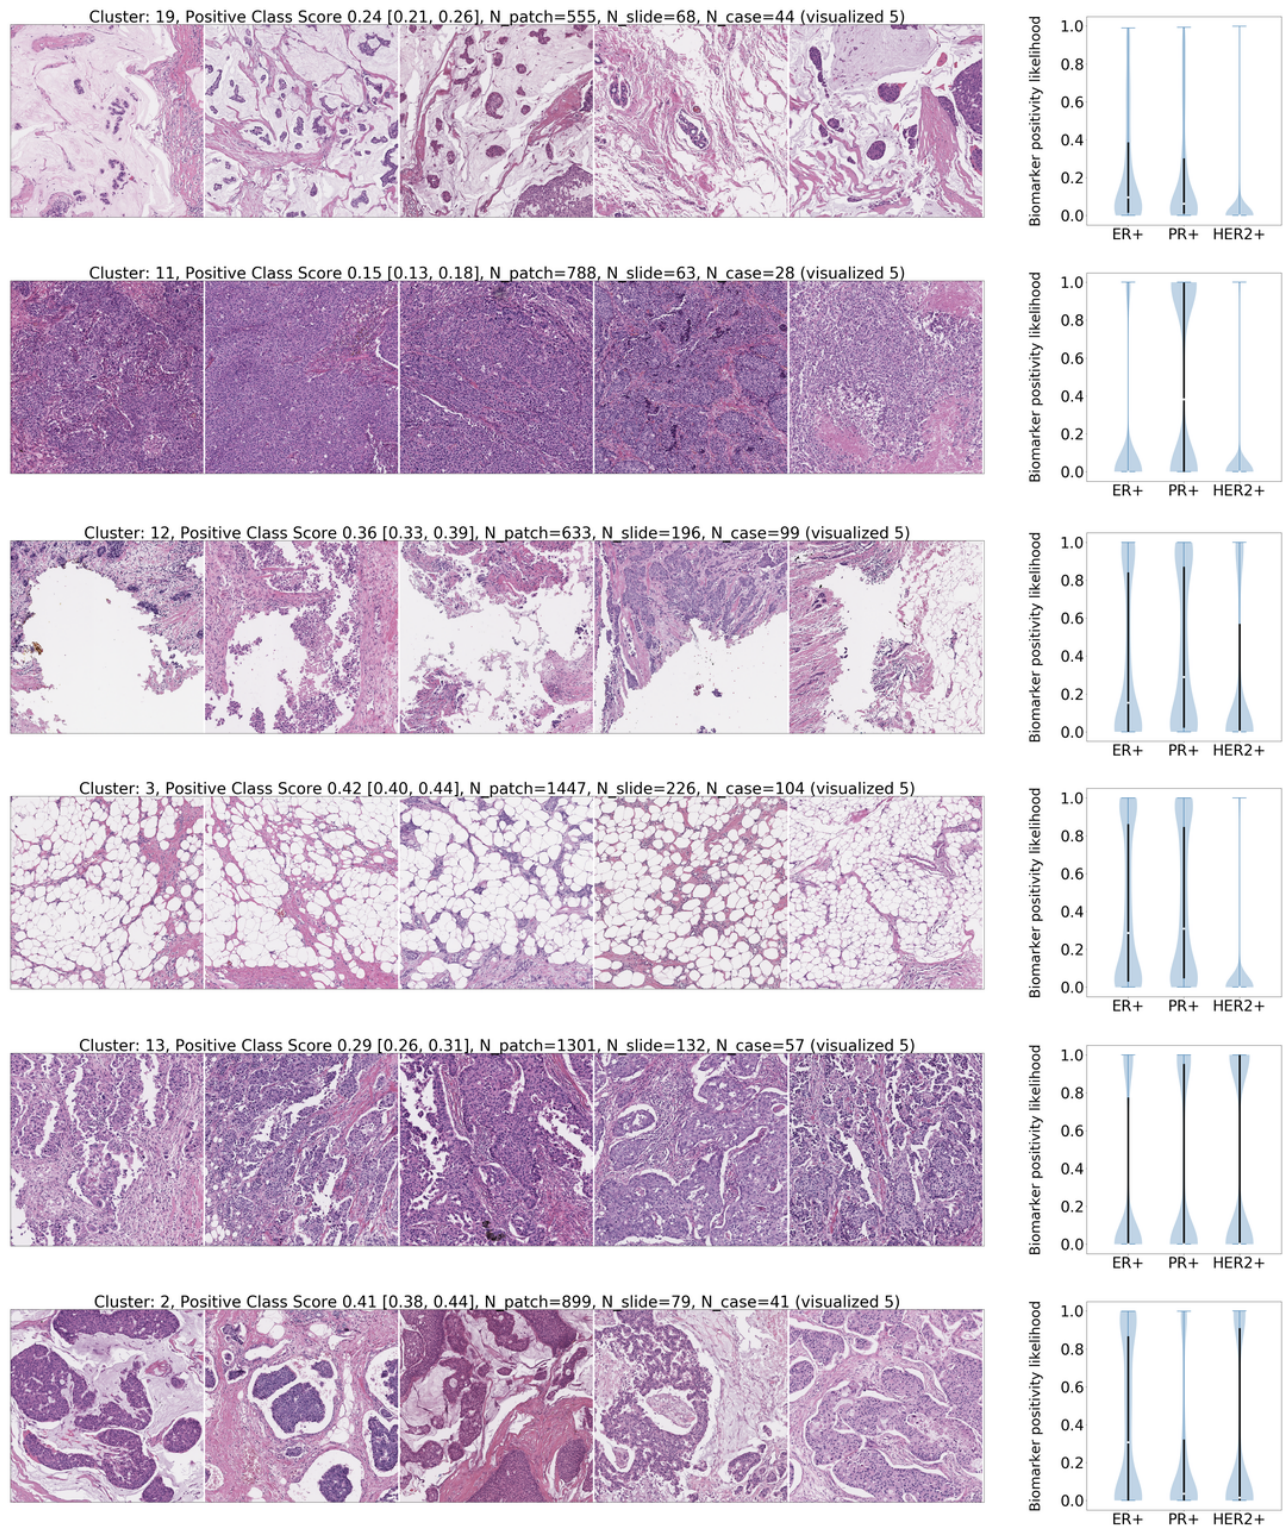 Cluster: 19, Positive Class Score 0.24 [0.21, 0.26], N_patch=555, N_slide=68, N_case=44 (visualized 5)
Biomarker positivity likelihood
1.0
0.8
0.6
0.4
0.2
0.0
ER+ PR+ HER2+
Cluster: 11, Positive Class Score 0.15 [0.13, 0.18], N_patch=788, N_slide=63, N_case=28 (visualized 5)
Biomarker positivity likelihood
1.0
0.8
0.6
0.4
0.2
0.0
ER+ PR+ HER2+
Cluster: 12, Positive Class Score 0.36 [0.33, 0.39], N_patch=633, N_slide=196, N_case=99 (visualized 5)
Biomarker positivity likelihood
1.0
0.8
0.6
0.4
0.2
0.0
ER+ PR+ HER2+
Cluster: 3, Positive Class Score 0.42 [0.40, 0.44], N_patch=1447, N_slide=226, N_case=104 (visualized 5)
Biomarker positivity likelihood
1.0
0.8
0.6
0.4
0.2
0.0
ER+ PR+ HER2+
Cluster: 13, Positive Class Score 0.29 [0.26, 0.31], N_patch=1301, N_slide=132, N_case=57 (visualized 5)
Biomarker positivity likelihood
1.0
0.8
0.6
0.4
0.2
0.0
ER+ PR+ HER2+
Cluster: 2, Positive Class Score 0.41 [0.38, 0.44], N_patch=899, N_slide=79, N_case=41 (visualized 5)
Biomarker positivity likelihood
1.0
0.8
0.6
0.4
0.2
0.0
ER+ PR+ HER2+